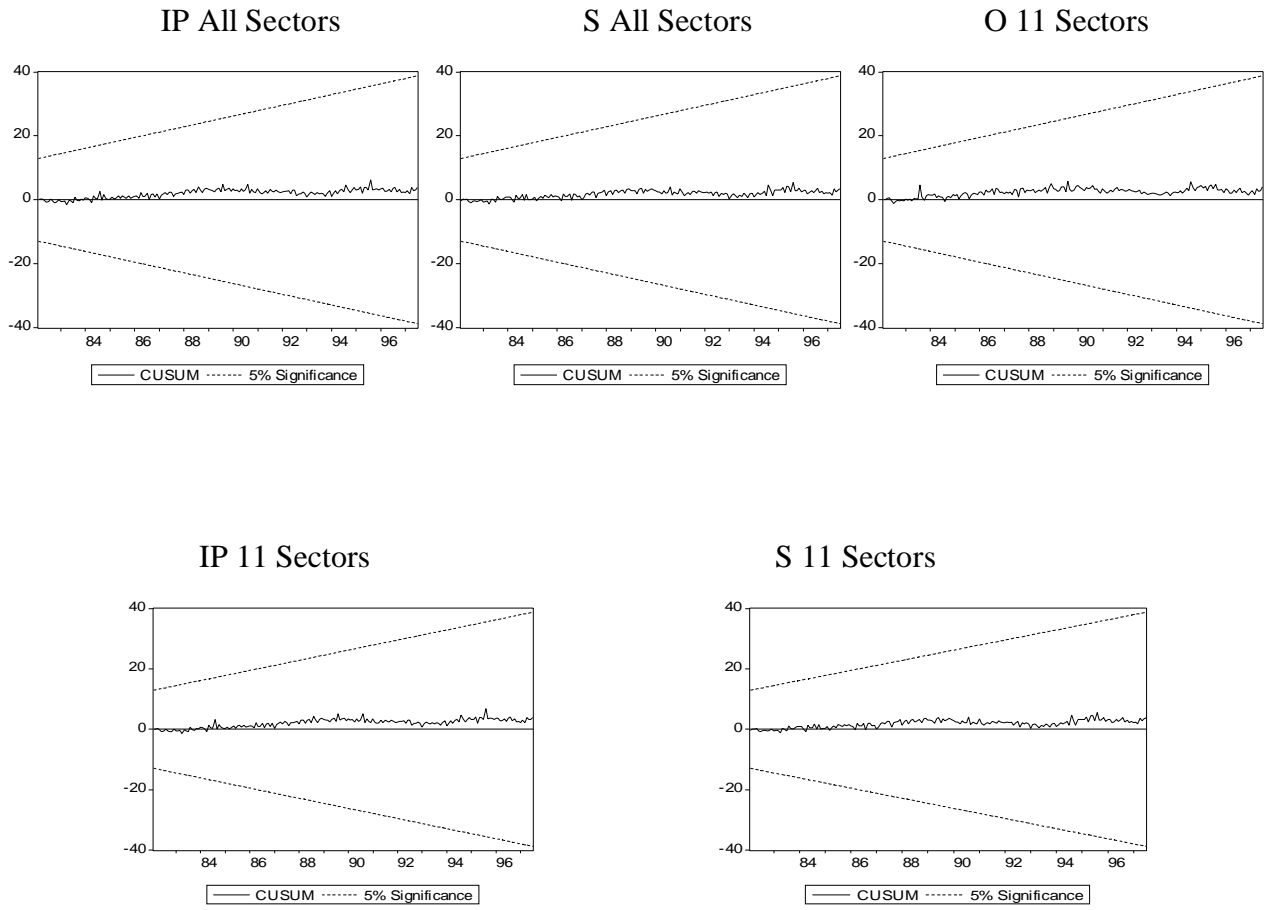 IP All Sectors
S All Sectors
O 11 Sectors
40
20
0
-20
-40
84 86 88 90 92 94 96
CUSUM 5% Significance
40
20
0
-20
-40
84 86 88 90 92 94 96
CUSUM 5% Significance
40
20
0
-20
-40
84 86 88 90 92 94 96
CUSUM 5% Significance
IP 11 Sectors
S 11 Sectors
40
20
0
-20
-40
84 86 88 90 92 94 96
CUSUM 5% Significance
40
20
0
-20
-40
84 86 88 90 92 94 96
CUSUM 5% Significance